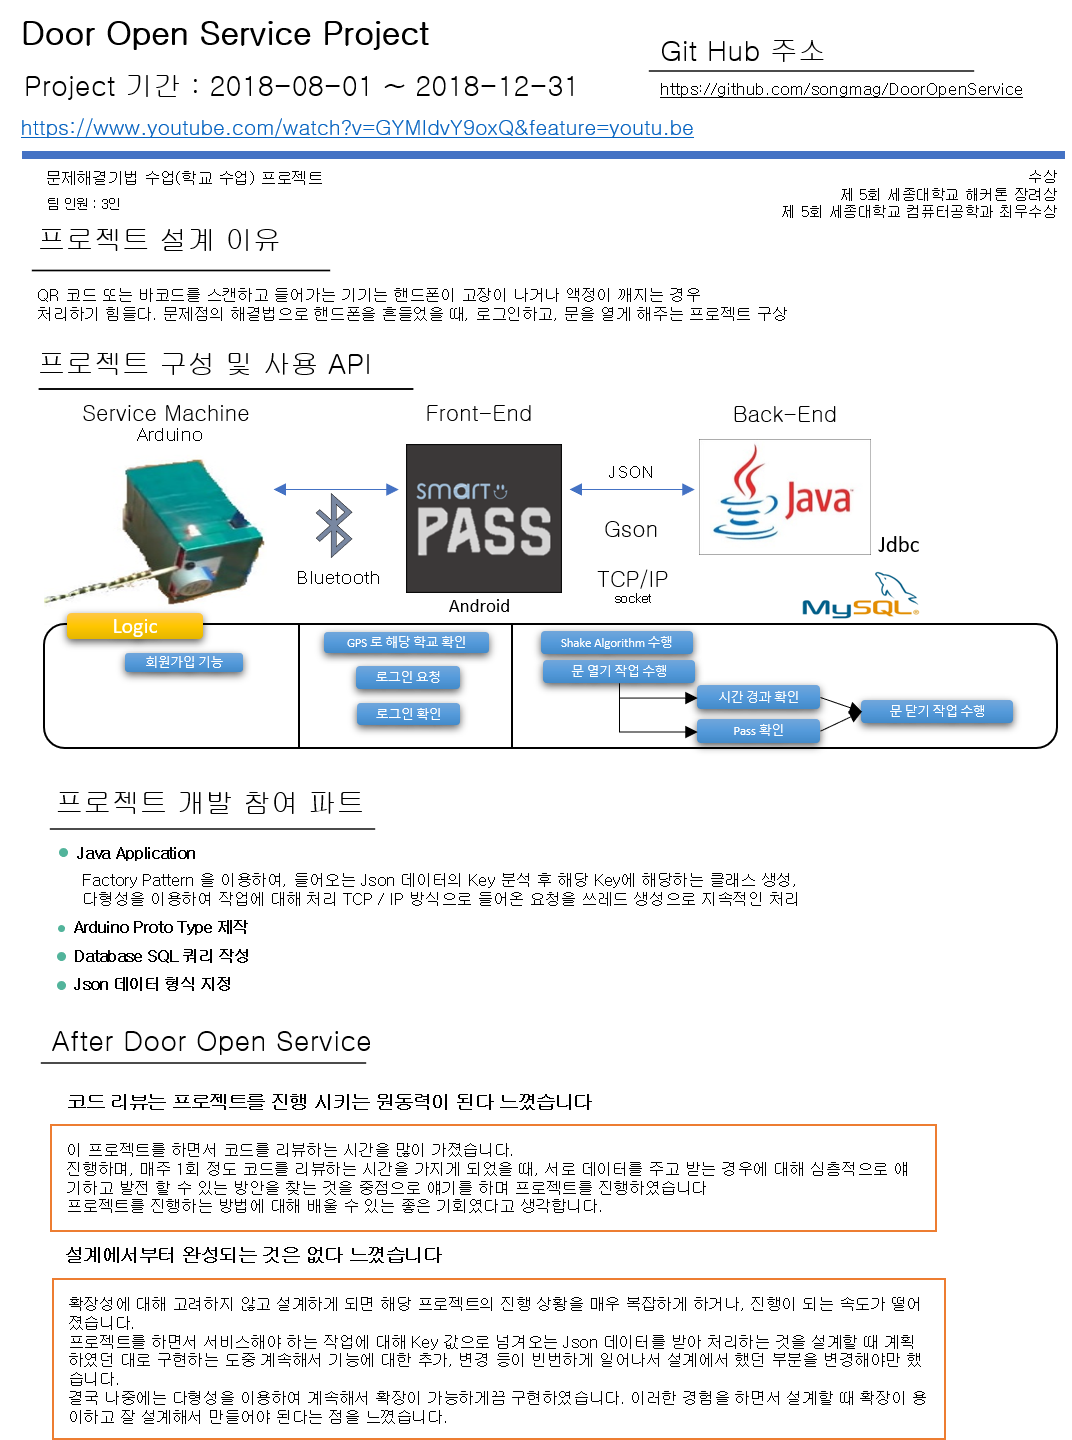 Door Open Service Project
Project 기간 : 2018-08-01 ~ 2018-12-31
https://www.youtube.com/watch?v=GYMIdvY9oxQ&feature=youtu.be
Git Hub 주소
https://github.com/songmag/DoorOpenService
문제해결기법 수업(학교 수업) 프로젝트
팀 인원 : 3인
수상
제 5회 세종대학교 해커톤 장려상
제 5회 세종대학교 컴퓨터공학과 최우수상
프로젝트 설계 이유
QR 코드 또는 바코드를 스캔하고 들어가는 기기는 핸드폰이 고장이 나거나 액정이 깨지는 경우
처리하기 힘들다. 문제점의 해결법으로 핸드폰을 흔들었을 때, 로그인하고, 문을 열게 해주는 프로젝트 구상
프로젝트 구성 및 사용 API
Service Machine
Arduino
Bluetooth
Front-End
smart
PASS
Android
JSON
Gson
TCP/IP
socket
Back-End
Java
Jdbc
MySQL
Logic
회원가입 기능
GPS 로 해당 학교 확인
로그인 요청
로그인 확인
Shake Algorithm 수행
문 열기 작업 수행
시간 경과 확인
Pass 확인
문 닫기 작업 수행
프로젝트 개발 참여 파트
Java Application
Factory Pattern 을 이용하여, 들어오는 Json 데이터의 Key 분석 후 해당 Key에 해당하는 클래스 생성,
다형성을 이용하여 작업에 대해 처리 TCP / IP 방식으로 들어온 요청을 쓰레드 생성으로 지속적인 처리
Arduino Proto Type 제작
Database SQL 쿼리 작성
Json 데이터 형식 지정
After Door Open Service
코드 리뷰는 프로젝트를 진행 시키는 원동력이 된다 느꼈습니다
이 프로젝트를 하면서 코드를 리뷰하는 시간을 많이 가졌습니다.
진행하며, 매주 1회 정도 코드를 리뷰하는 시간을 가지게 되었을 때, 서로 데이터를 주고 받는 경우에 대해 심층적으로 얘
기하고 발전 할 수 있는 방안을 찾는 것을 중점으로 얘기를 하며 프로젝트를 진행하였습니다
프로젝트를 진행하는 방법에 대해 배울 수 있는 좋은 기회였다고 생각합니다.
설계에서부터 완성되는 것은 없다 느꼈습니다
확장성에 대해 고려하지 않고 설계하게 되면 해당 프로젝트의 진행 상황을 매우 복잡하게 하거나, 진행이 되는 속도가 떨어
졌습니다.
프로젝트를 하면서 서비스해야 하는 작업에 대해 Key 값으로 넘겨오는 Json 데이터를 받아 처리하는 것을 설계할 때 계획
하였던 대로 구현하는 도중 계속해서 기능에 대한 추가, 변경 등이 빈번하게 일어나서 설계에서 했던 부분을 변경해야만 했
습니다.
결국 나중에는 다형성을 이용하여 계속해서 확장이 가능하게끔 구현하였습니다. 이러한 경험을 하면서 설계할 때 확장이 용
이하고 잘 설계해서 만들어야 된다는 점을 느꼈습니다.